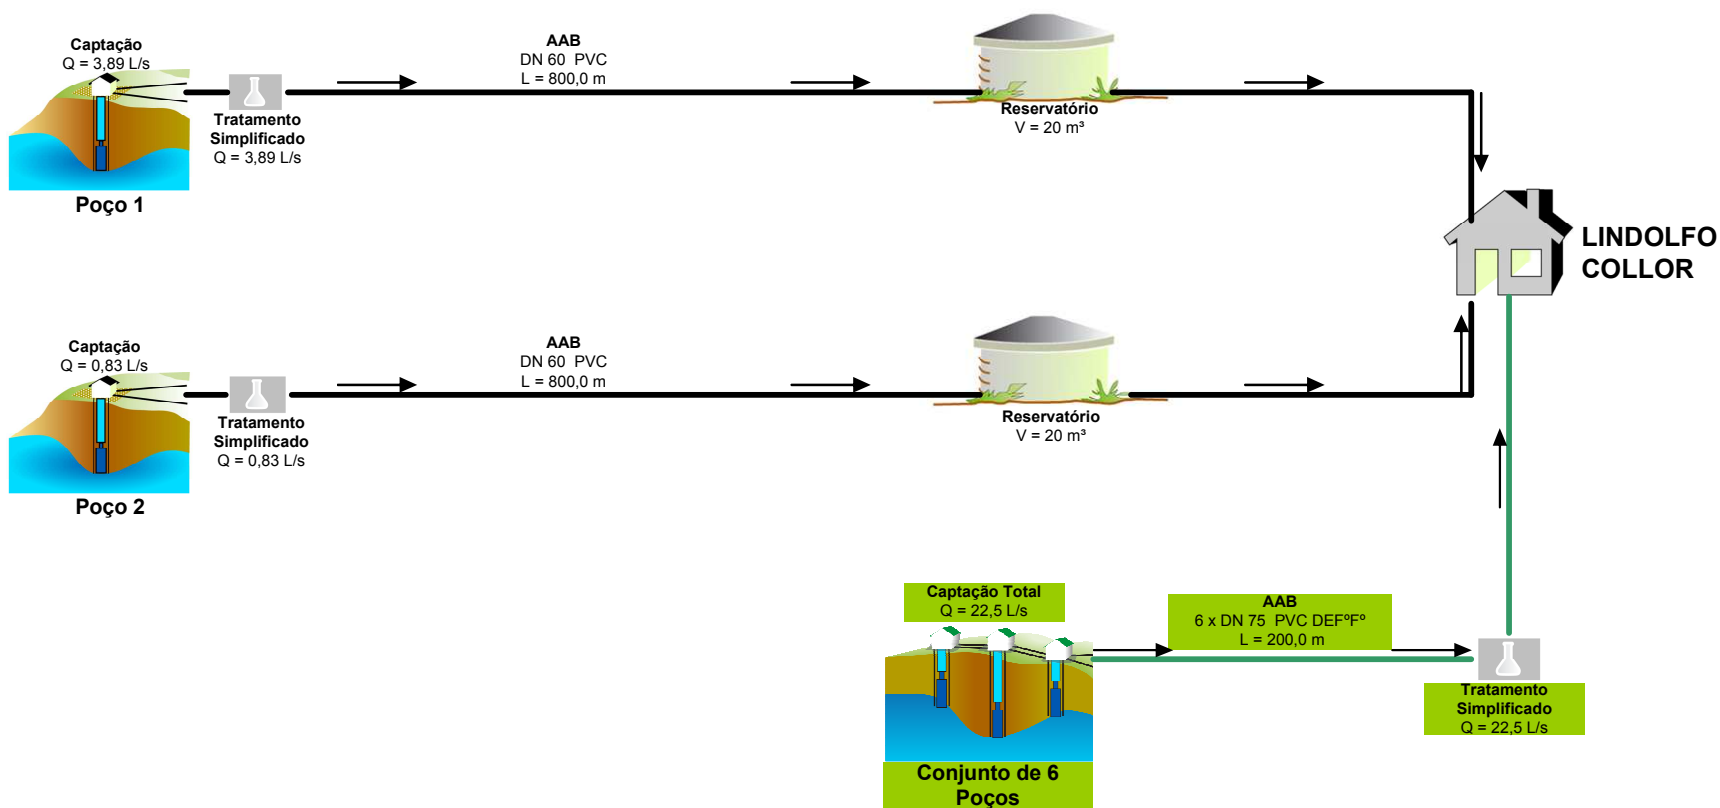 Captação
Q = 3,89 L/s
Tratamento
Simplificado
Q = 3,89 L/s
Poço 1
AAB
DN 60 PVC
L = 800,0 m
Reservatório
V = 20 m³
LINDOLFO
COLLOR
Captação
Q = 0,83 L/s
Tratamento
Simplificado
Q = 0,83 L/s
Poço 2
AAB
DN 60 PVC
L = 800,0 m
Reservatório
V = 20 m³
Captação Total
Q = 22,5 L/s
Conjunto de 6
Poços
AAB
6 x DN 75 PVC DEFºFº
L = 200,0 m
Tratamento
Simplificado
Q = 22,5 L/s